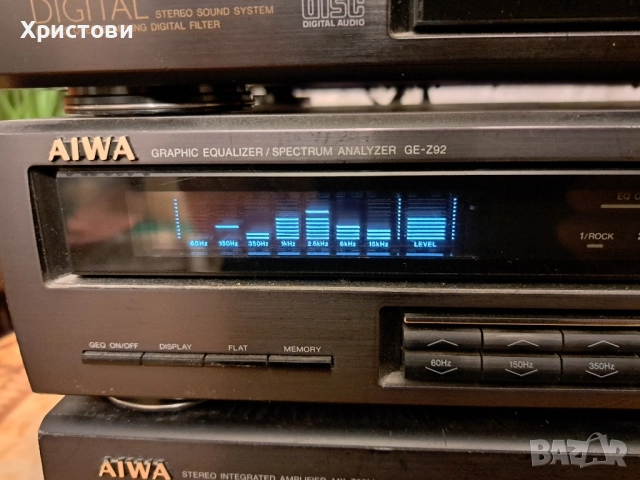 Христови
DIGITAL STEREO SOUND SYSTEM
DIGITAL FILTER
DISC
DIGITAL AUDIO
AIWA GRAPHIC EQUALIZER/SPECTRUM ANALYZER GE-Z92
60Hz 150Hz 350Hz 1kHz 2.5kHz 6kHz 15kHz LEVEL
1/ROCK
GEQ ON/OFF DISPLAY FLAT MEMORY
60Hz 150Hz 350Hz
AIWA STEREO INTEGRATED AMPLIFIER
BAZAR